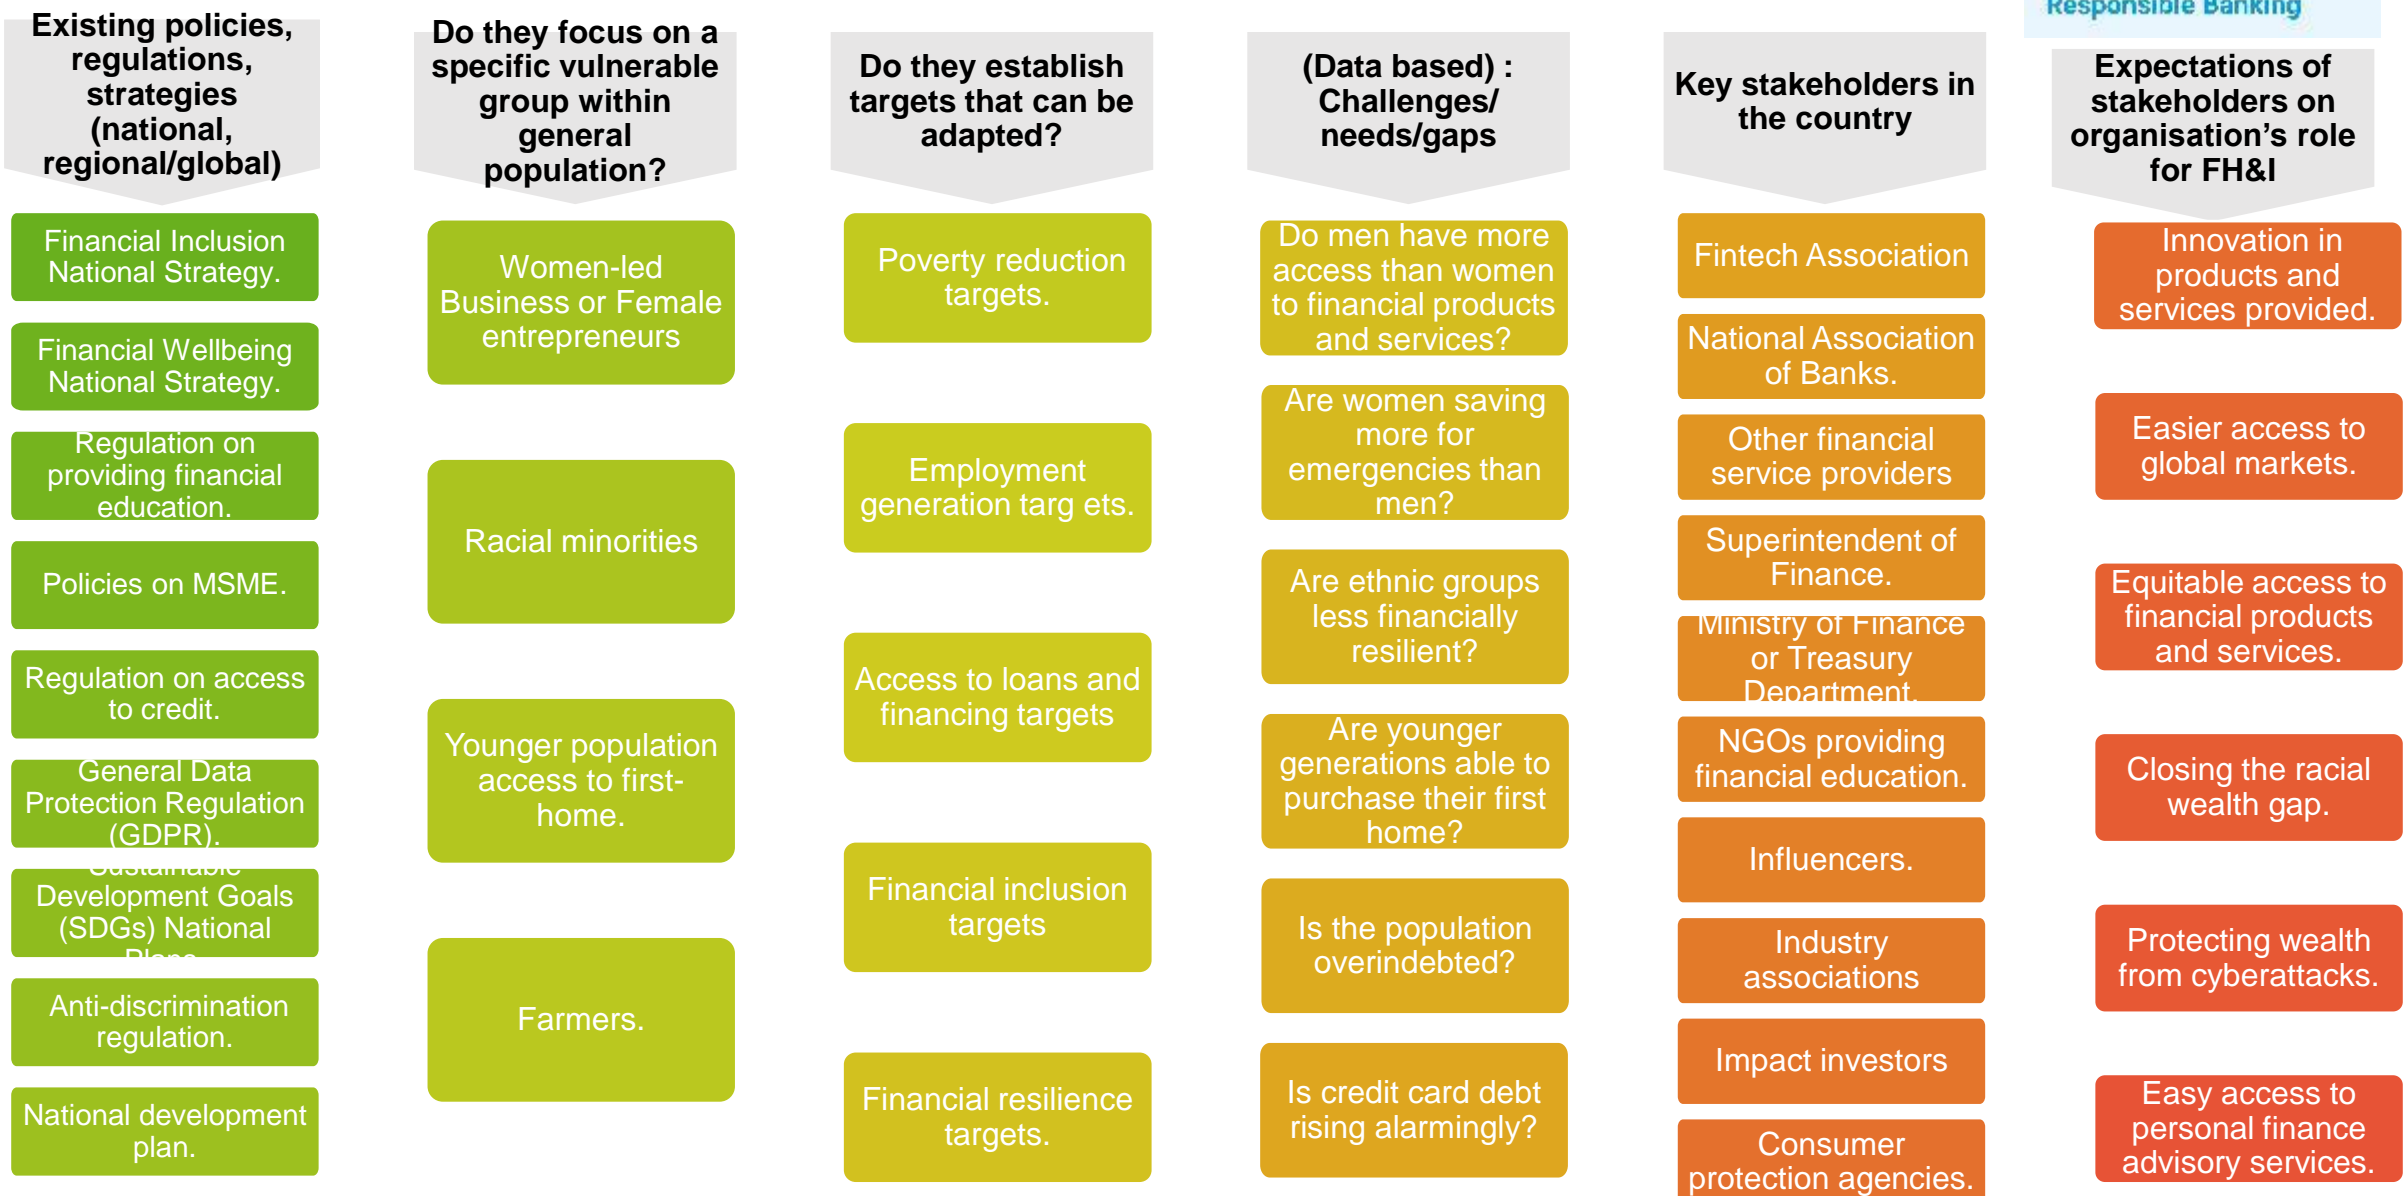 Responsible Banking
Existing policies,
regulations,
strategies
(national,
regional/global)
Financial Inclusion
National Strategy.
Financial Wellbeing
National Strategy.
Regulation on
providing financial
education.
Policies on MSME.
Regulation on access
to credit.
General Data
Protection Regulation
(GDPR).
Sustainable
Development Goals
(SDGs) National
Plans.
Anti-discrimination
regulation.
National development
plan.
Do they focus on a
specific vulnerable
group within
general
population?
Women-led
Business or Female
entrepreneurs
Racial minorities
Younger population
access to first-
home.
Farmers.
Do they establish
targets that can be
adapted?
Poverty reduction
targets.
Employment
generation targ ets.
Access to loans and
financing targets
Financial inclusion
targets
Financial resilience
targets.
(Data based) :
Challenges/
needs/gaps
Do men have more
access than women
to financial products
and services?
Are women saving
more for
emergencies than
men?
Are ethnic groups
less financially
resilient?
Are younger
generations able to
purchase their first
home?
Is the population
overindebted?
Is credit card debt
rising alarmingly?
Key stakeholders in
the country
Fintech Association
National Association
of Banks.
Other financial
service providers
Superintendent of
Finance.
Ministry of Finance
or Treasury
Department.
NGOs providing
financial education.
Influencers.
Industry
associations
Impact investors
Consumer
protection agencies.
Expectations of
stakeholders on
organisation’s role
for FH&I
Innovation in
products and
services provided.
Easier access to
global markets.
Equitable access to
financial products
and services.
Closing the racial
wealth gap.
Protecting wealth
from cyberattacks.
Easy access to
personal finance
advisory services.